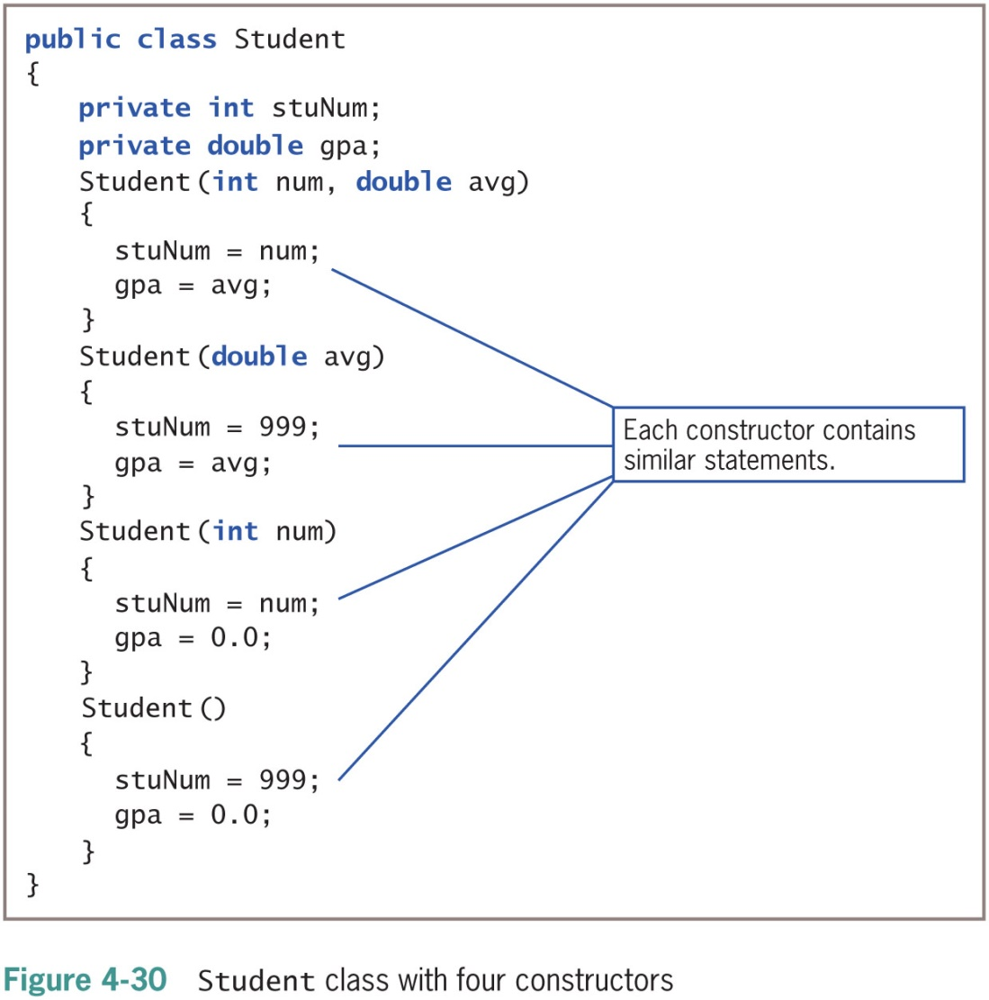 public class Student
{
private int stuNum;
private double gpa;
Student(int num, double avg)
{
stuNum = num;
gpa = avg;
}
Student(double avg)
{
stuNum = 999;
gpa = avg;
}
Student(int num)
{
stuNum = num;
gpa = 0.0;
}
Student()
{
stuNum = 999;
gpa = 0.0;
}
}
Each constructor contains
similar statements.
Figure 4-30 Student class with four constructors